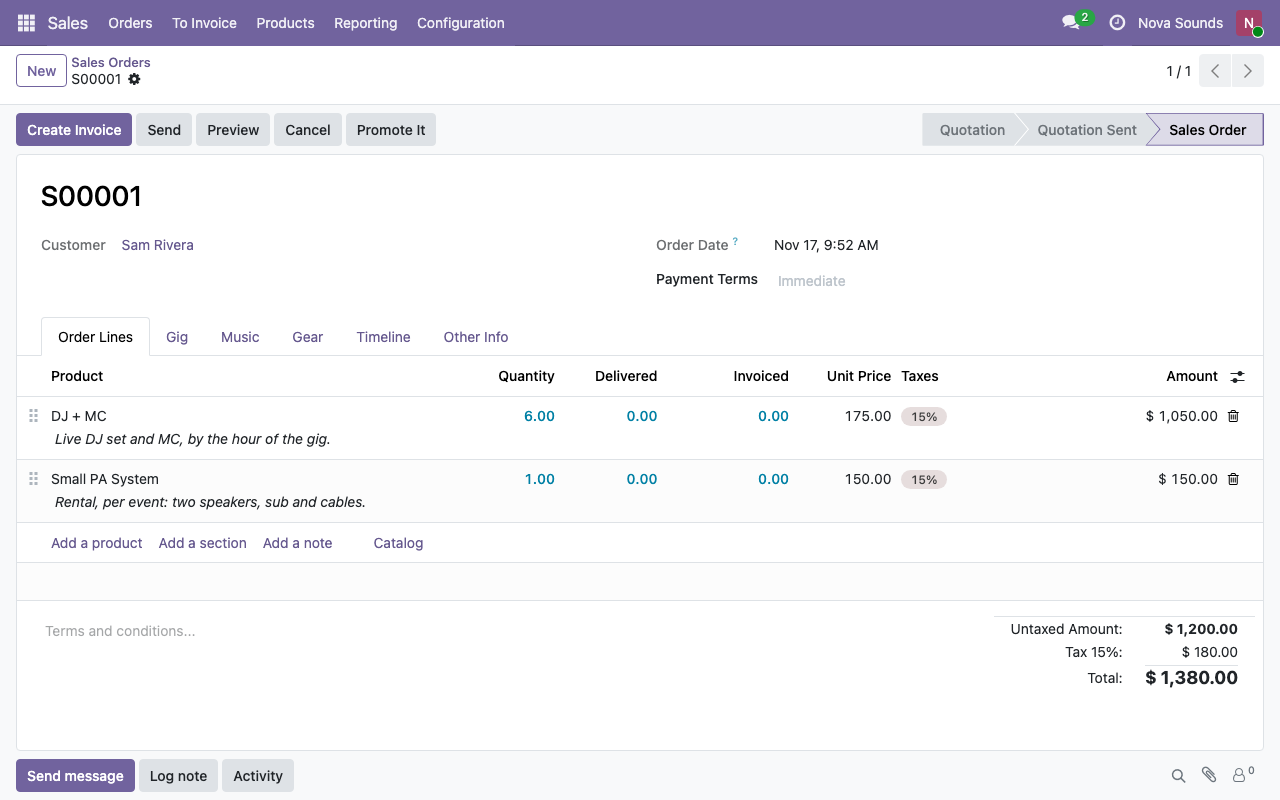 Sales Orders To Invoice Products Reporting Configuration 2 Nova Sounds N
New Sales Orders
S00001
1 / 1
Create Invoice Send Preview Cancel Promote It Quotation Quotation Sent Sales Order
S00001
Customer Sam Rivera Order Date ? Nov 17, 9:52 AM
Payment Terms Immediate
Order Lines Gig Music Gear Timeline Other Info
Product Quantity Delivered Invoiced Unit Price Taxes Amount
DJ + MC 6.00 0.00 0.00 175.00 15% $ 1,050.00
Live DJ set and MC, by the hour of the gig.
Small PA System 1.00 0.00 0.00 150.00 15% $ 150.00
Rental, per event: two speakers, sub and cables.
Add a product Add a section Add a note Catalog
Terms and conditions...
Untaxed Amount: $ 1,200.00
Tax 15%: $ 180.00
Total: $ 1,380.00
Send message Log note Activity 0